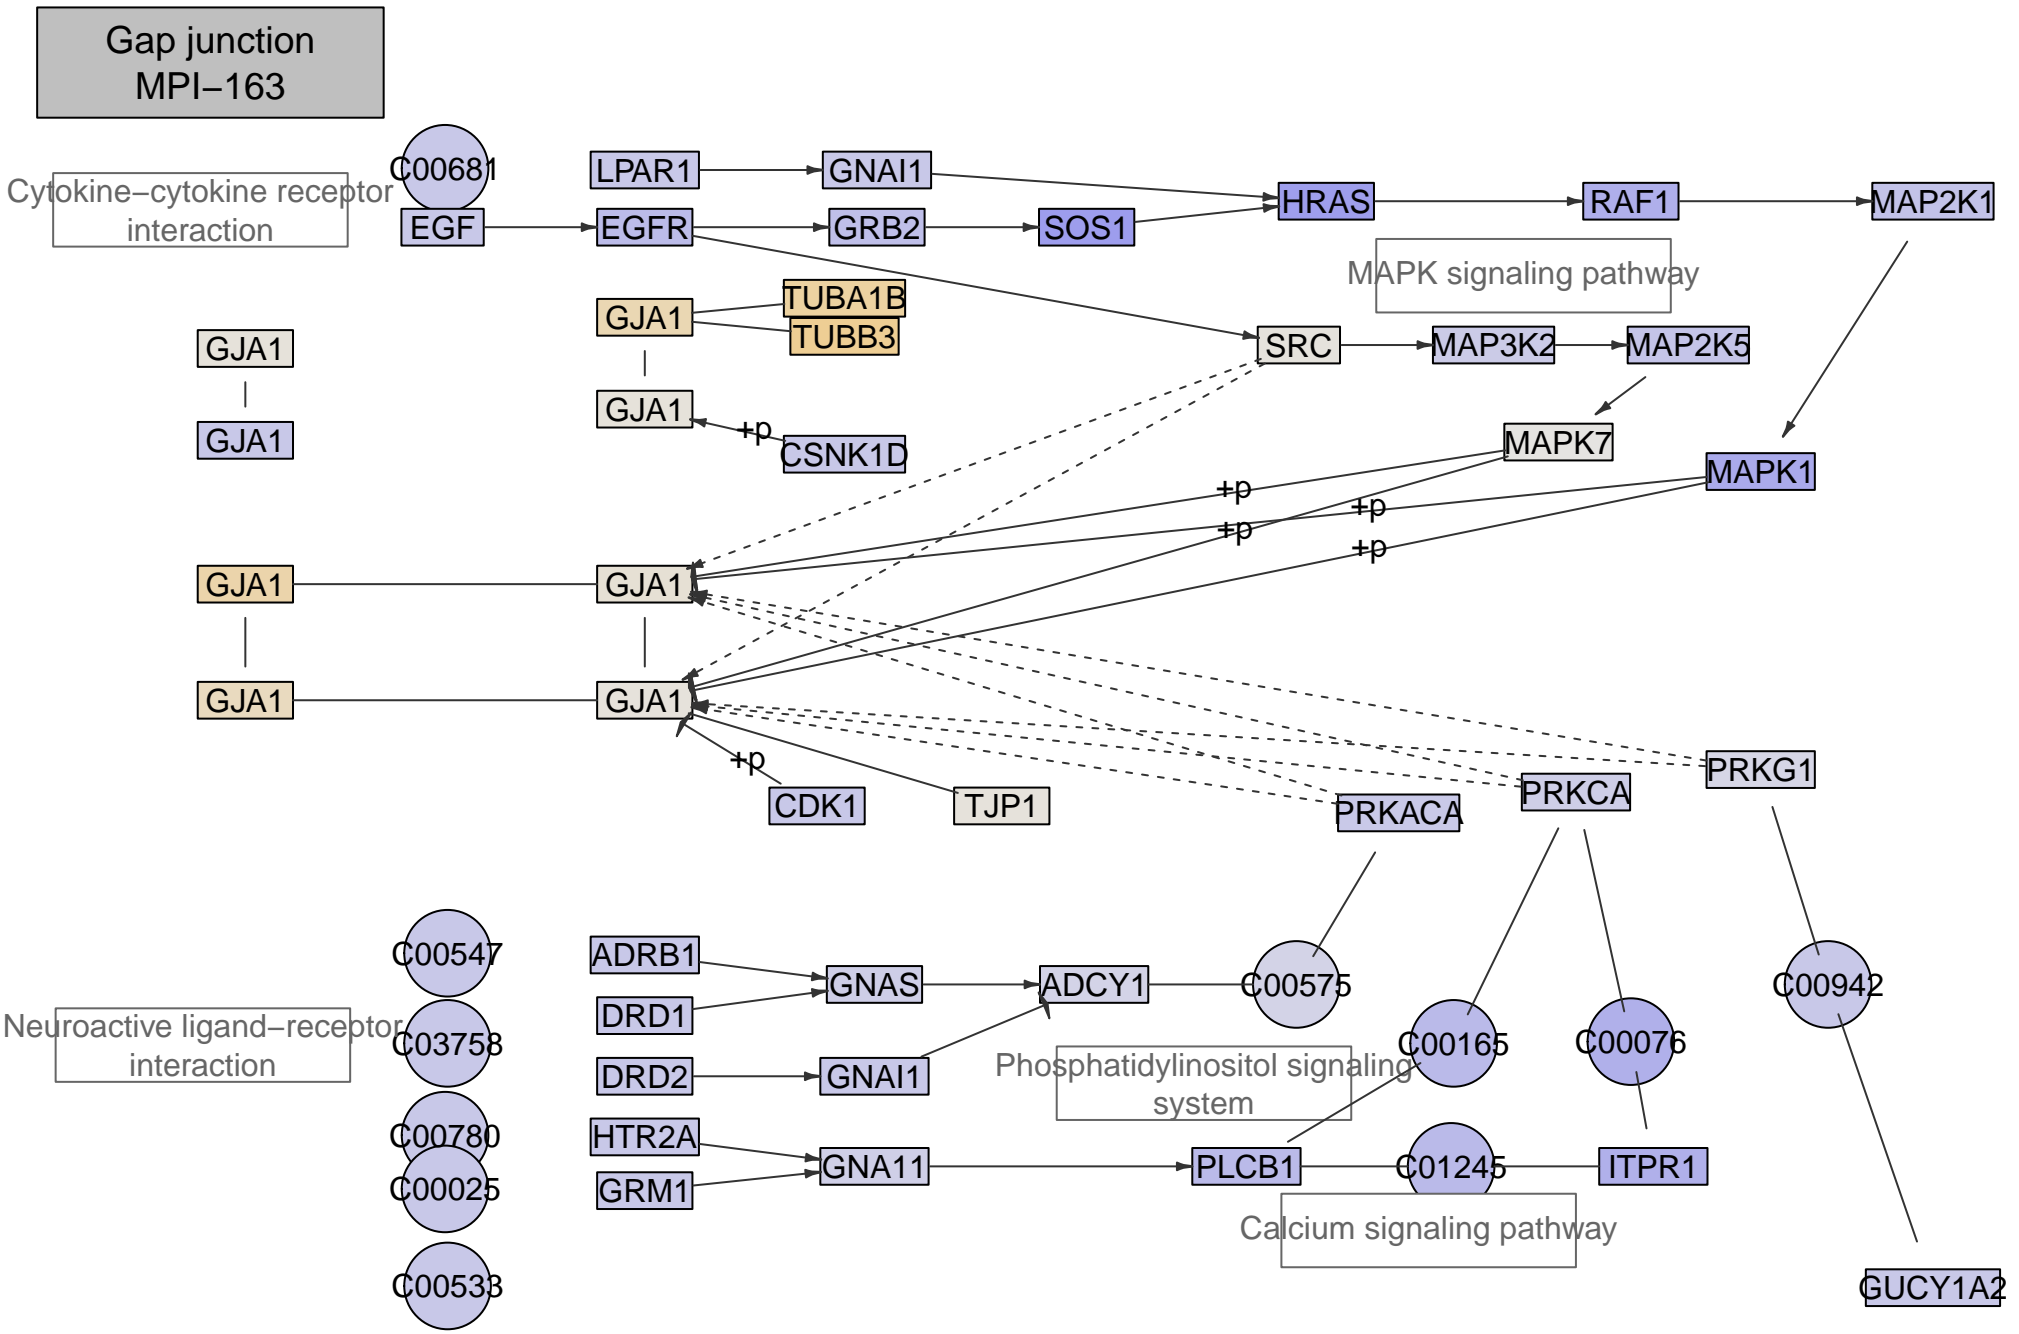 Gap junction
MPI−163
C00681
LPAR1
GNAI1
HRAS
RAF1
MAP2K1
Cytokine−cytokine receptor
interaction
EGF
EGFR
GRB2
SOS1
MAPK signaling pathway
TUBA1B
GJA1
TUBB3
GJA1
SRC
MAP3K2
MAP2K5
GJA1
GJA1
+p
CSNK1D
MAPK7
MAPK1
+p
+p
+p
+p
GJA1
GJA1
GJA1
GJA1
+p
CDK1
TJP1
PRKACA
PRKCA
PRKG1
C00547
ADRB1
GNAS
ADCY1
C00575
C00942
DRD1
Neuroactive ligand−receptor
interaction
C03758
C00165
C00076
DRD2
GNAI1
Phosphatidylinositol signaling
system
C00780
HTR2A
GNA11
PLCB1
C01245
ITPR1
C00025
GRM1
Calcium signaling pathway
C00533
GUCY1A2